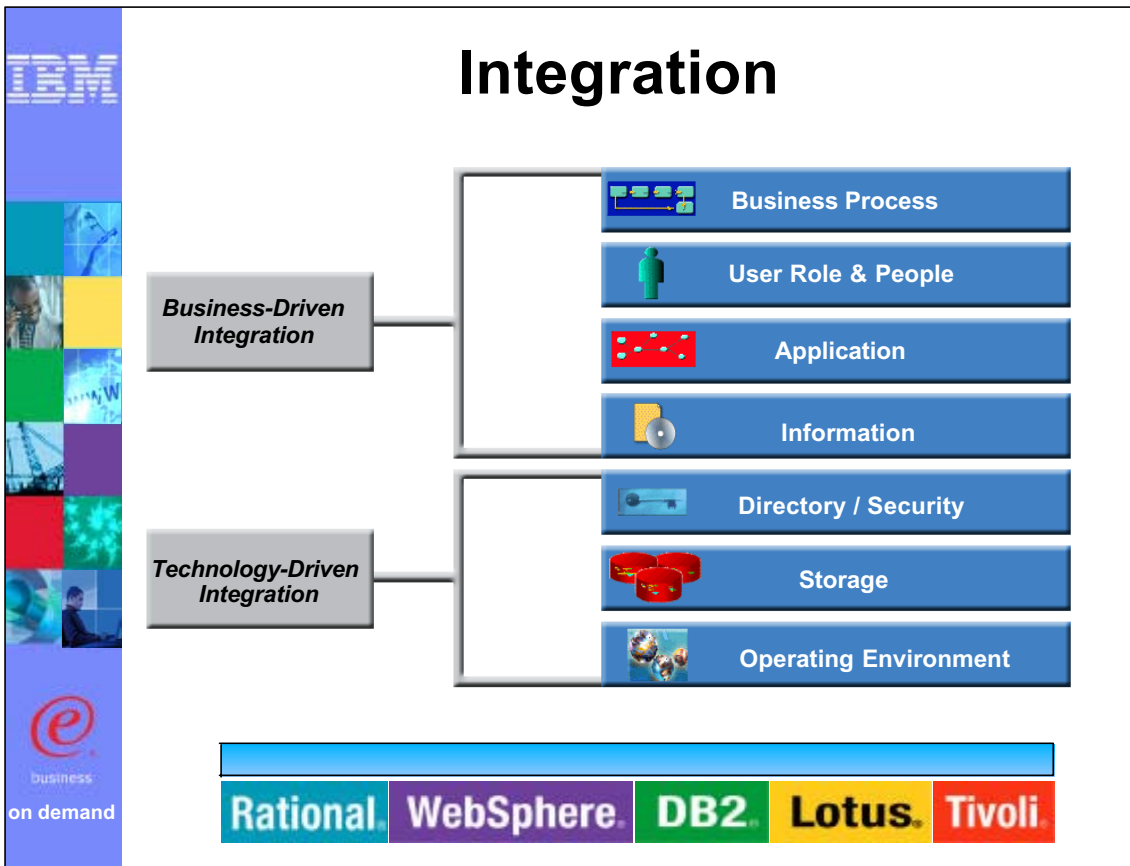 IBM
Integration
Business-Driven
Integration
Business Process
User Role & People
Application
Information
Technology-Driven
Integration
Directory / Security
Storage
Operating Environment
WWW
e
business
on demand
Rational® WebSphere® DB2® Lotus® Tivoli®